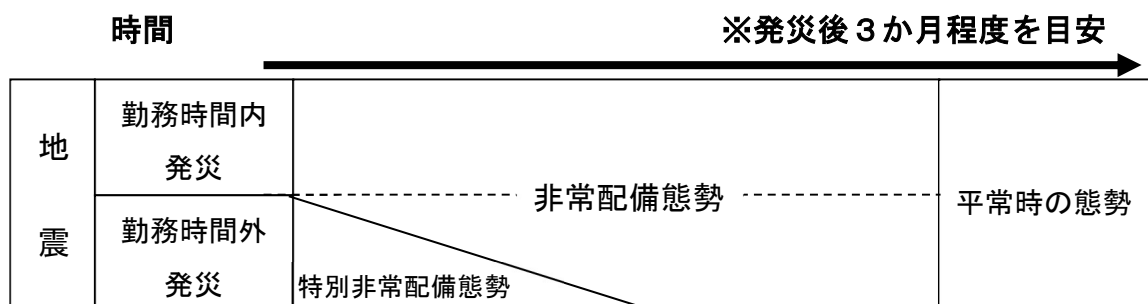 時間
※発災後３か月程度を目安
地震
勤務時間内
発災
勤務時間外
発災
非常配備態勢
特別非常配備態勢
平常時の態勢